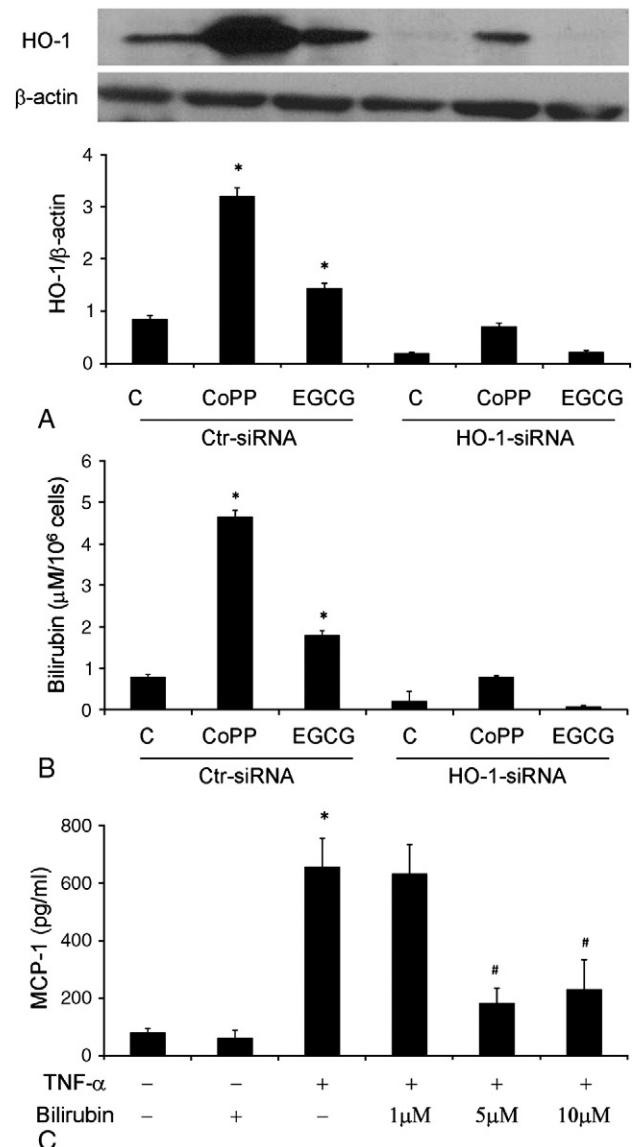 HO-1
β-actin
4
3
2
1
0
HO-1/β-actin
*
*
C CoPP EGCG C CoPP EGCG
Ctr-siRNA HO-1-siRNA
A
6
5
4
2
1
0
Bilirubin (μM/10⁶ cells)
*
*
C CoPP EGCG C CoPP EGCG
Ctr-siRNA HO-1-siRNA
B
800
600
400
200
0
MCP-1 (pg/ml)
*
#
#
TNF-α – – + + + +
Bilirubin – + – 1μM 5μM 10μM
C